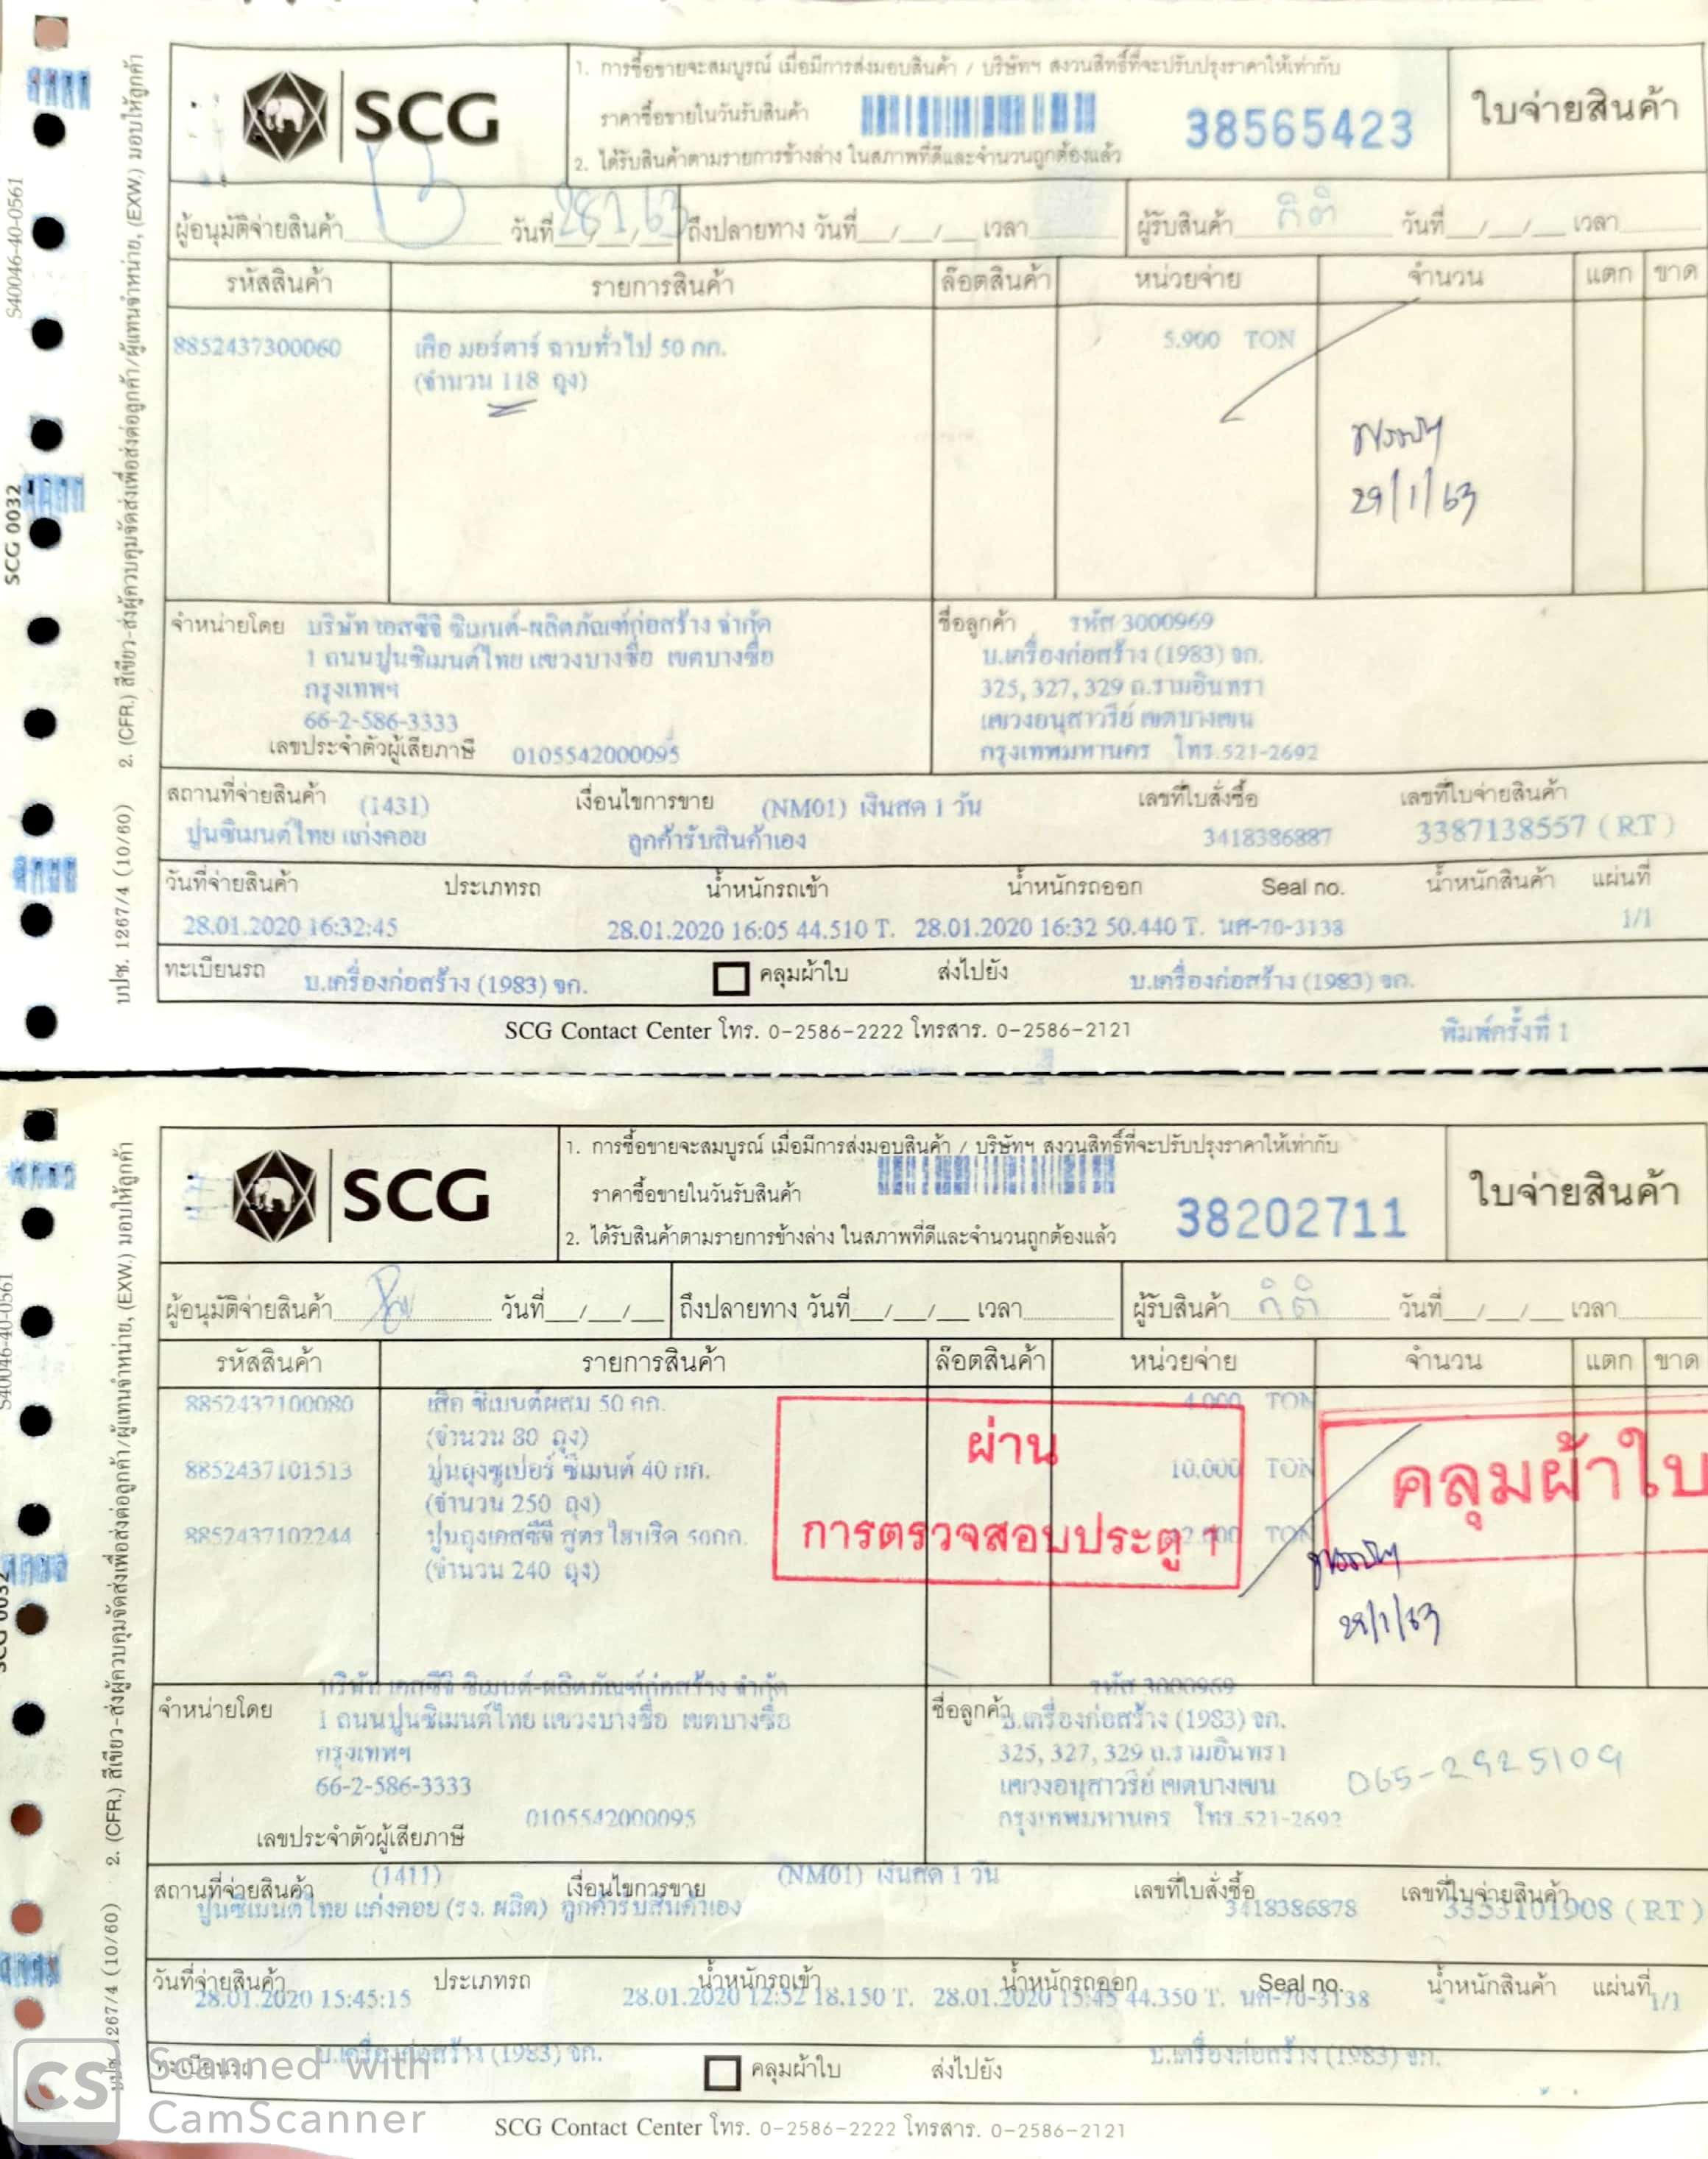 SCG
1. การซื้อขายจะสมบูรณ์ เมื่อมีการส่งมอบสินค้า / บริษัทฯ สงวนสิทธิ์ที่จะปรับปรุงราคาให้เท่ากับ
ราคาซื้อขายในวันรับสินค้า
38565423
2. ได้รับสินค้าตามรายการข้างล่าง ในสภาพที่ดีและจำนวนถูกต้องแล้ว
ใบจ่ายสินค้า
ผู้อนุมัติจ่ายสินค้า วันที่ 28/1/63 ถึงปลายทาง วันที่ __/__/__ เวลา ผู้รับสินค้า กิติ วันที่ __/__/__ เวลา
รหัสสินค้า รายการสินค้า ล๊อตสินค้า หน่วยจ่าย จำนวน แตก ขาด
8852437300060 เสือ มอร์ตาร์ ฉาบทั่วไป 50 กก. 5.900 TON
(จำนวน 118 ถุง)
29/1/63
จำหน่ายโดย บริษัท เอสซีจี ซิเมนต์-ผลิตภัณฑ์ก่อสร้าง จำกัด ชื่อลูกค้า รหัส 3000969
1 ถนนปูนซิเมนต์ไทย แขวงบางซื่อ เขตบางซื่อ บ.เครื่องก่อสร้าง (1983) จก.
กรุงเทพฯ 325, 327, 329 ถ.รามอินทรา
66-2-586-3333 แขวงอนุสาวรีย์ เขตบางเขน
เลขประจำตัวผู้เสียภาษี 0105542000095 กรุงเทพมหานคร โทร.521-2692
สถานที่จ่ายสินค้า (1431) เงื่อนไขการขาย (NM01) เงินสด 1 วัน เลขที่ใบสั่งซื้อ เลขที่ใบจ่ายสินค้า
ปูนซิเมนต์ไทย แก่งคอย ลูกค้ารับสินค้าเอง 3418386887 3387138557 (RT)
วันที่จ่ายสินค้า ประเภทรถ น้ำหนักรถเข้า น้ำหนักรถออก Seal no. น้ำหนักสินค้า แผ่นที่
28.01.2020 16:32:45 28.01.2020 16:05 44.510 T. 28.01.2020 16:32 50.440 T. นศ-70-3138 1/1
ทะเบียนรถ บ.เครื่องก่อสร้าง (1983) จก. คลุมผ้าใบ ส่งไปยัง บ.เครื่องก่อสร้าง (1983) จก.
SCG Contact Center โทร. 0-2586-2222 โทรสาร. 0-2586-2121
พิมพ์ครั้งที่ 1
S40046-40-0561
SCG 0032
2. (CFR.) สีเขียว-ส่งผู้ควบคุมจัดส่งเพื่อส่งต่อลูกค้า/ผู้แทนจำหน่าย, (EXW.) มอบให้ลูกค้า
บปซ. 1267/4 (10/60)
SCG
1. การซื้อขายจะสมบูรณ์ เมื่อมีการส่งมอบสินค้า / บริษัทฯ สงวนสิทธิ์ที่จะปรับปรุงราคาให้เท่ากับ
ราคาซื้อขายในวันรับสินค้า
38202711
2. ได้รับสินค้าตามรายการข้างล่าง ในสภาพที่ดีและจำนวนถูกต้องแล้ว
ใบจ่ายสินค้า
ผู้อนุมัติจ่ายสินค้า วันที่ __/__/__ ถึงปลายทาง วันที่ __/__/__ เวลา ผู้รับสินค้า กิติ วันที่ __/__/__ เวลา
รหัสสินค้า รายการสินค้า ล๊อตสินค้า หน่วยจ่าย จำนวน แตก ขาด
8852437100080 เสือ ซิเมนต์ผสม 50 กก. 4.000 TON
(จำนวน 80 ถุง)
8852437101513 ปูนถุงซูเปอร์ ซีเมนต์ 40 กก. 10.000 TON
(จำนวน 250 ถุง)
8852437102244 ปูนถุงเอสซีจี สูตรไฮบริด 50กก. TON
(จำนวน 240 ถุง)
ผ่าน
การตรวจสอบประตู 1
คลุมผ้าใบ
29/1/63
บริษัท เอสซีจี ซิเมนต์-ผลิตภัณฑ์ก่อสร้าง จำกัด รหัส 3000969
จำหน่ายโดย 1 ถนนปูนซิเมนต์ไทย แขวงบางซื่อ เขตบางซื่อ ชื่อลูกค้า บ.เครื่องก่อสร้าง (1983) จก.
กรุงเทพฯ 325, 327, 329 ถ.รามอินทรา
66-2-586-3333 แขวงอนุสาวรีย์ เขตบางเขน 065-2925109
0105542000095 กรุงเทพมหานคร โทร.521-2692
เลขประจำตัวผู้เสียภาษี
(1411) (NM01) เงินสด 1 วัน
สถานที่จ่ายสินค้า เงื่อนไขการขาย เลขที่ใบสั่งซื้อ เลขที่ใบจ่ายสินค้า
ปูนซิเมนต์ไทย แก่งคอย (รง. ผลิต) ลูกค้ารับสินค้าเอง 3418386878 3333101908 (RT)
วันที่จ่ายสินค้า ประเภทรถ น้ำหนักรถเข้า น้ำหนักรถออก Seal no. น้ำหนักสินค้า แผ่นที่
28.01.2020 15:45:15 28.01.2020 12:52 18.150 T. 28.01.2020 15:45 44.350 T. นศ-70-3138 1/1
บ.เครื่องก่อสร้าง (1983) จก. บ.เครื่องก่อสร้าง (1983) จก.
ทะเบียนรถ คลุมผ้าใบ ส่งไปยัง
SCG Contact Center โทร. 0-2586-2222 โทรสาร. 0-2586-2121
S40046-40-0561
SCG 0032
2. (CFR.) สีเขียว-ส่งผู้ควบคุมจัดส่งเพื่อส่งต่อลูกค้า/ผู้แทนจำหน่าย, (EXW.) มอบให้ลูกค้า
บปซ. 1267/4 (10/60)
CS
Scanned with
CamScanner